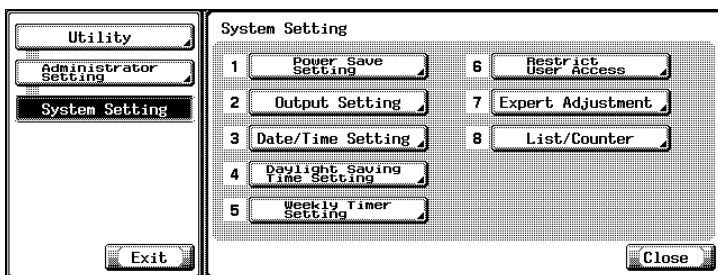 Utility
Administrator
Setting
System Setting
Exit
System Setting
1 Power Save
Setting
2 Output Setting
3 Date/Time Setting
4 Daylight Saving
Time Setting
5 Weekly Timer
Setting
6 Restrict
User Access
7 Expert Adjustment
8 List/Counter
Close